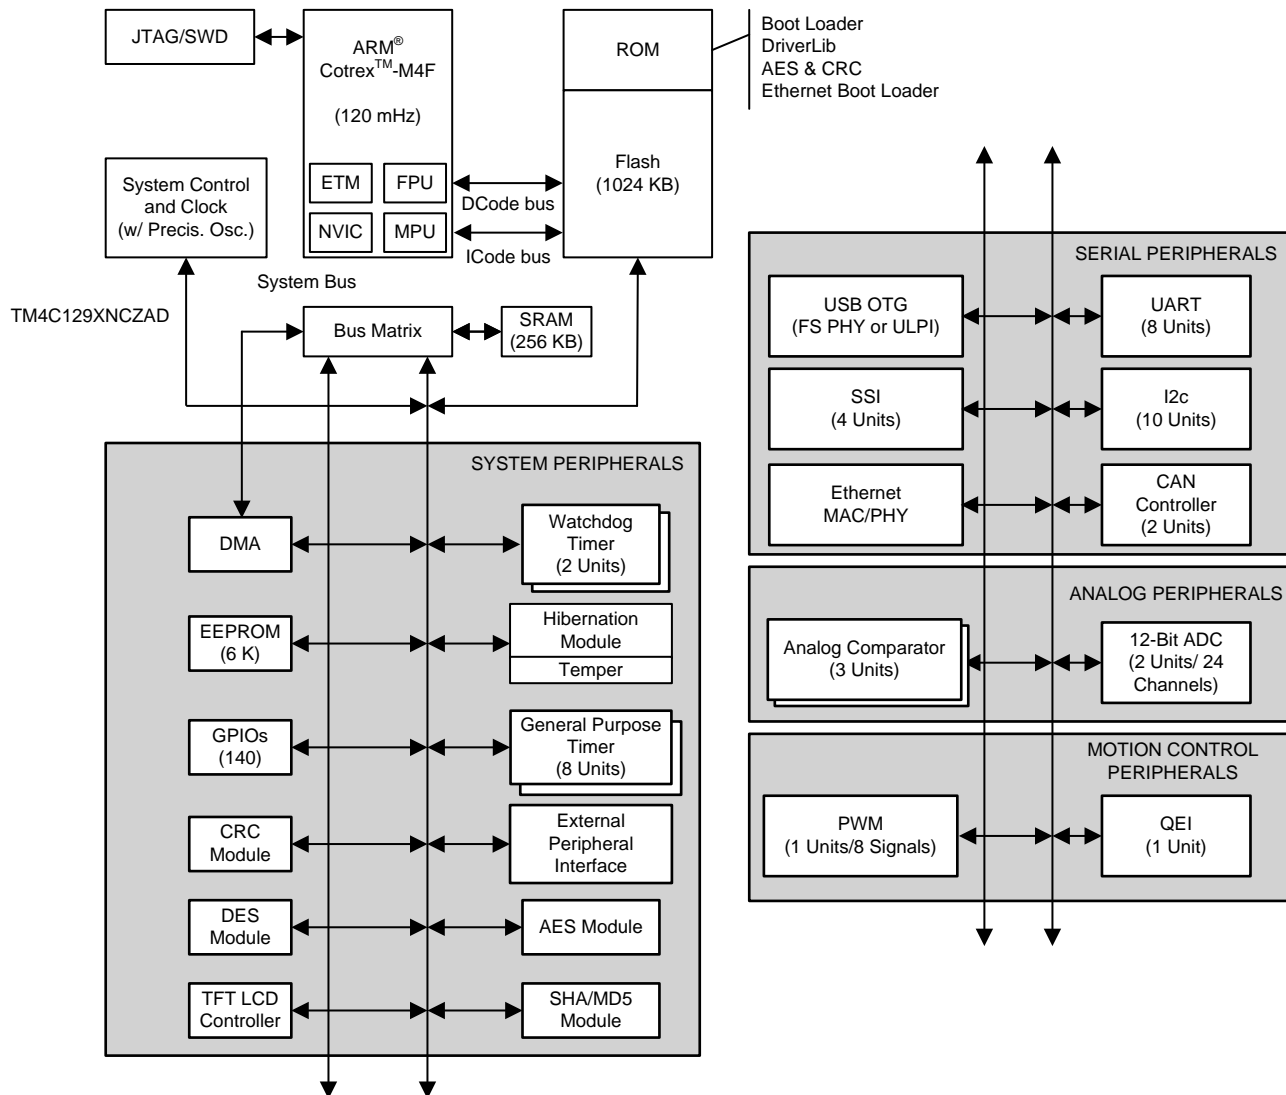 JTAG/SWD
ARM®
Cotrex™-M4F
(120 mHz)
ETM
FPU
NVIC
MPU
ROM
Flash
(1024 KB)
Boot Loader
DriverLib
AES & CRC
Ethernet Boot Loader
DCode bus
ICode bus
System Control
and Clock
(w/ Precis. Osc.)
System Bus
TM4C129XNCZAD
Bus Matrix
SRAM
(256 KB)
SYSTEM PERIPHERALS
DMA
Watchdog
Timer
(2 Units)
EEPROM
(6 K)
Hibernation
Module
Temper
GPIOs
(140)
General Purpose
Timer
(8 Units)
CRC
Module
External
Peripheral
Interface
DES
Module
AES Module
TFT LCD
Controller
SHA/MD5
Module
SERIAL PERIPHERALS
USB OTG
(FS PHY or ULPI)
UART
(8 Units)
SSI
(4 Units)
I2c
(10 Units)
Ethernet
MAC/PHY
CAN
Controller
(2 Units)
ANALOG PERIPHERALS
Analog Comparator
(3 Units)
12-Bit ADC
(2 Units/ 24
Channels)
MOTION CONTROL
PERIPHERALS
PWM
(1 Units/8 Signals)
QEI
(1 Unit)